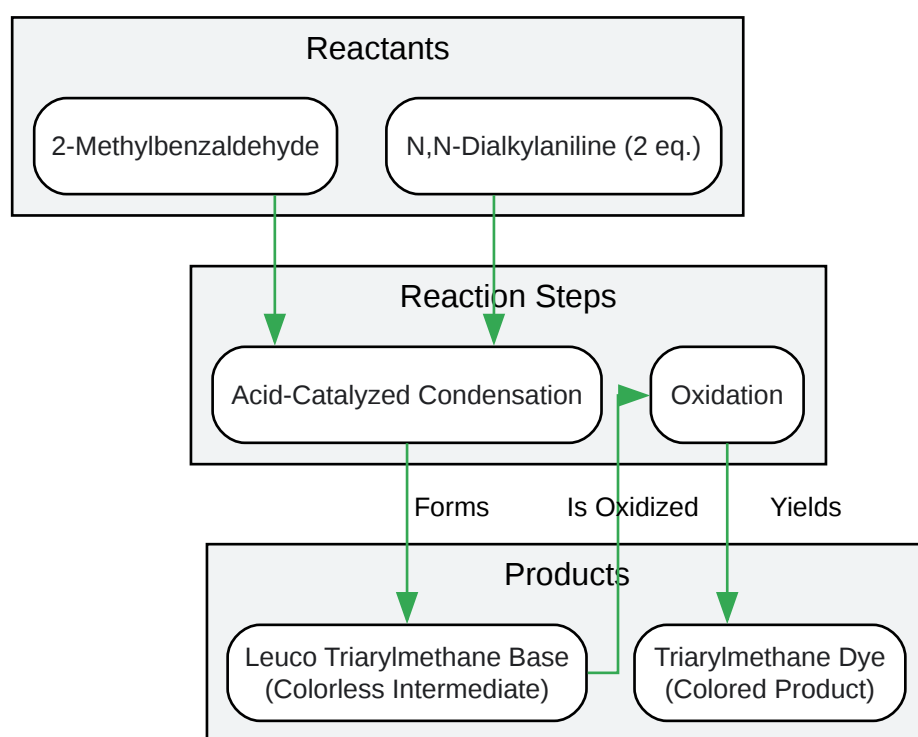 Reactants
2-Methylbenzaldehyde
N,N-Dialkylaniline (2 eq.)
Reaction Steps
Acid-Catalyzed Condensation
Oxidation
Forms
Is Oxidized
Yields
Products
Leuco Triarylmethane Base
(Colorless Intermediate)
Triarylmethane Dye
(Colored Product)